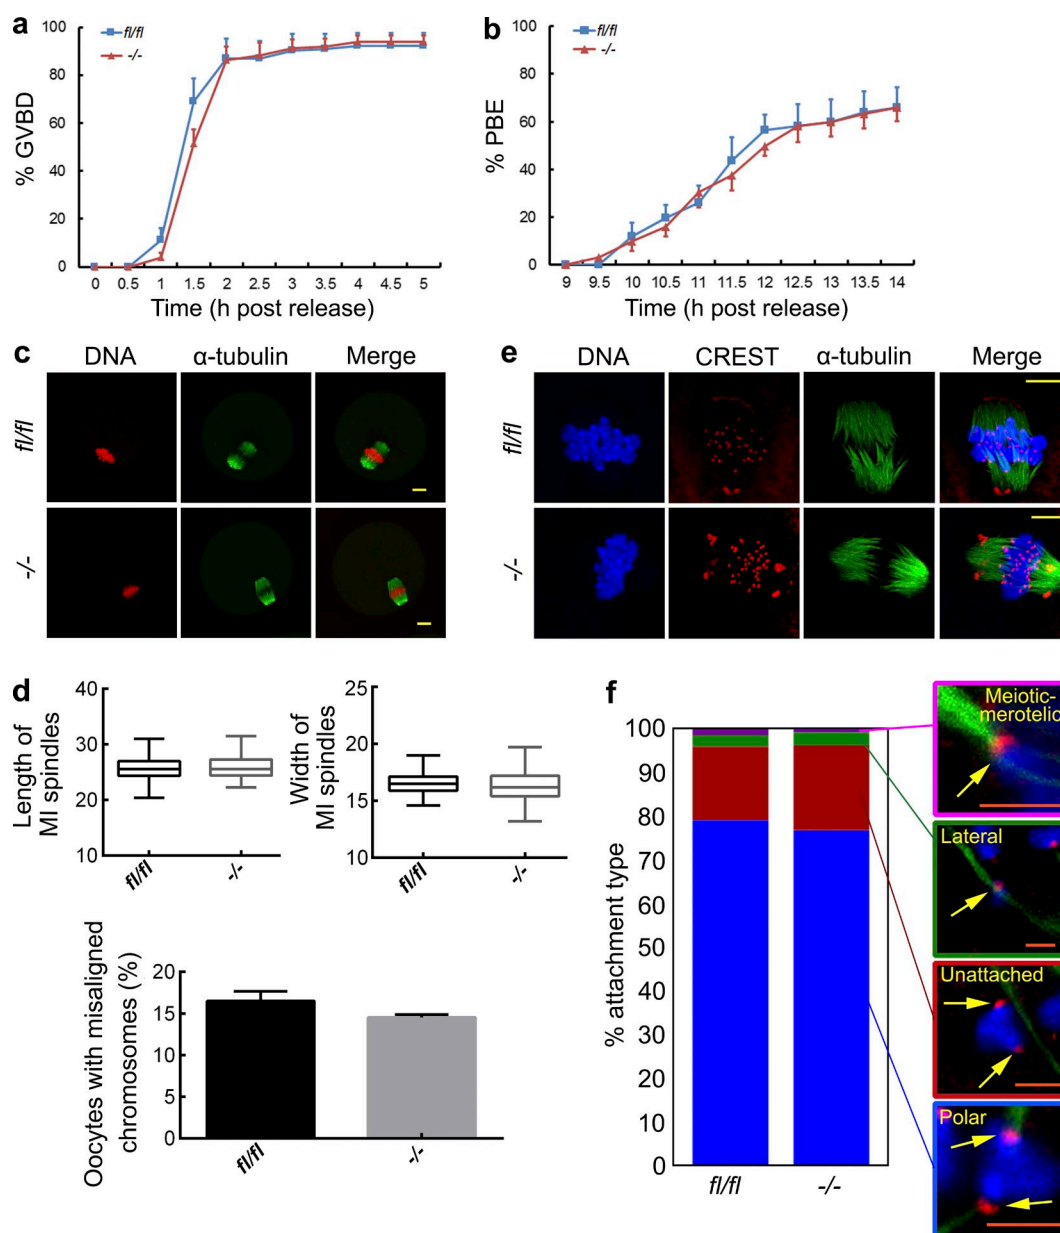 a
fl/fl
-/-
100
80
60
40
20
0
% GVBD
0 0.5 1 1.5 2 2.5 3 3.5 4 4.5 5
Time (h post release)
b
fl/fl
-/-
100
80
60
40
20
0
% PBE
9 9.5 10 10.5 11 11.5 12 12.5 13 13.5 14
Time (h post release)
c
DNA α-tubulin Merge
fl/fl
-/-
e
DNA CREST α-tubulin Merge
fl/fl
-/-
d
Length of
MI spindles
40
30
20
10
fl/fl -/-
Width of
MI spindles
25
20
15
10
fl/fl -/-
Oocytes with misaligned
chromosomes (%)
20
15
10
5
0
fl/fl -/-
f
% attachment type
100
90
80
70
60
50
40
30
20
10
0
fl/fl -/-
Meiotic-
merotelic
Lateral
Unattached
Polar